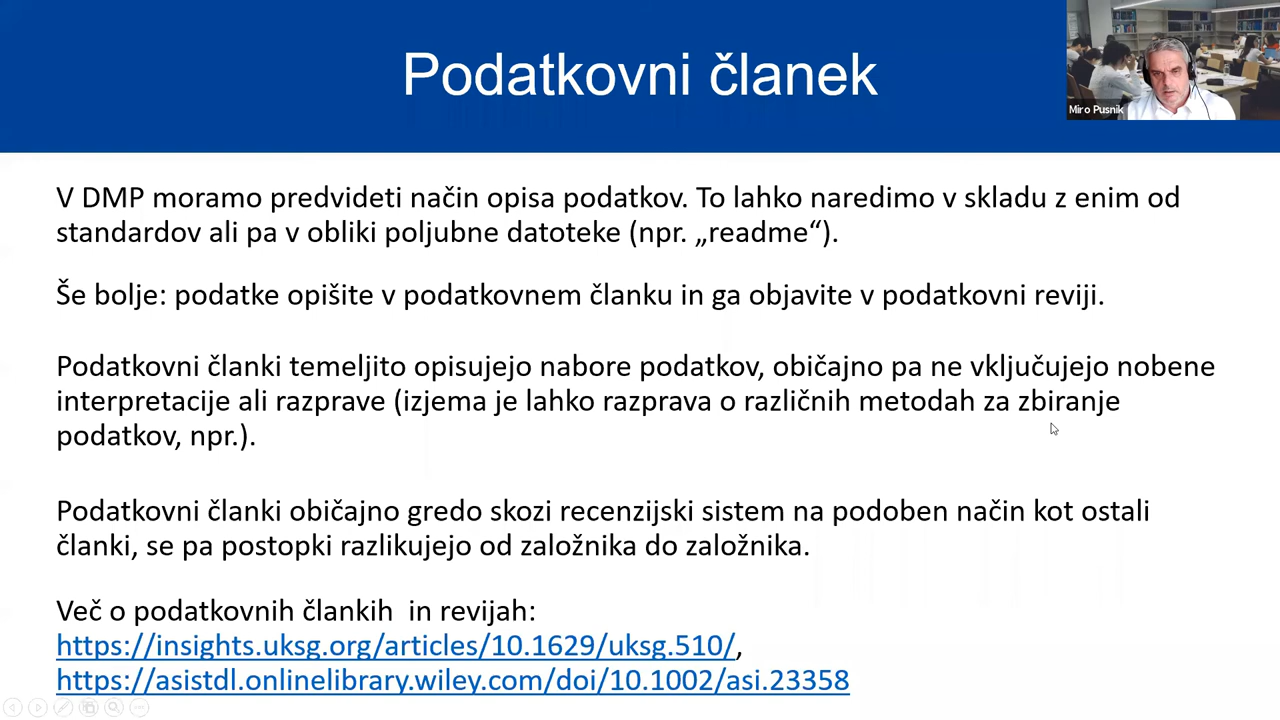 Podatkovni članek
Miro Pusnik
V DMP moramo predvideti način opisa podatkov. To lahko naredimo v skladu z enim od
standardov ali pa v obliki poljubne datoteke (npr. „readme“).
Še bolje: podatke opišite v podatkovnem članku in ga objavite v podatkovni reviji.
Podatkovni članki temeljito opisujejo nabore podatkov, običajno pa ne vključujejo nobene
interpretacije ali razprave (izjema je lahko razprava o različnih metodah za zbiranje
podatkov, npr.).
Podatkovni članki običajno gredo skozi recenzijski sistem na podoben način kot ostali
članki, se pa postopki razlikujejo od založnika do založnika.
Več o podatkovnih člankih  in revijah:
https://insights.uksg.org/articles/10.1629/uksg.510/,
https://asistdl.onlinelibrary.wiley.com/doi/10.1002/asi.23358